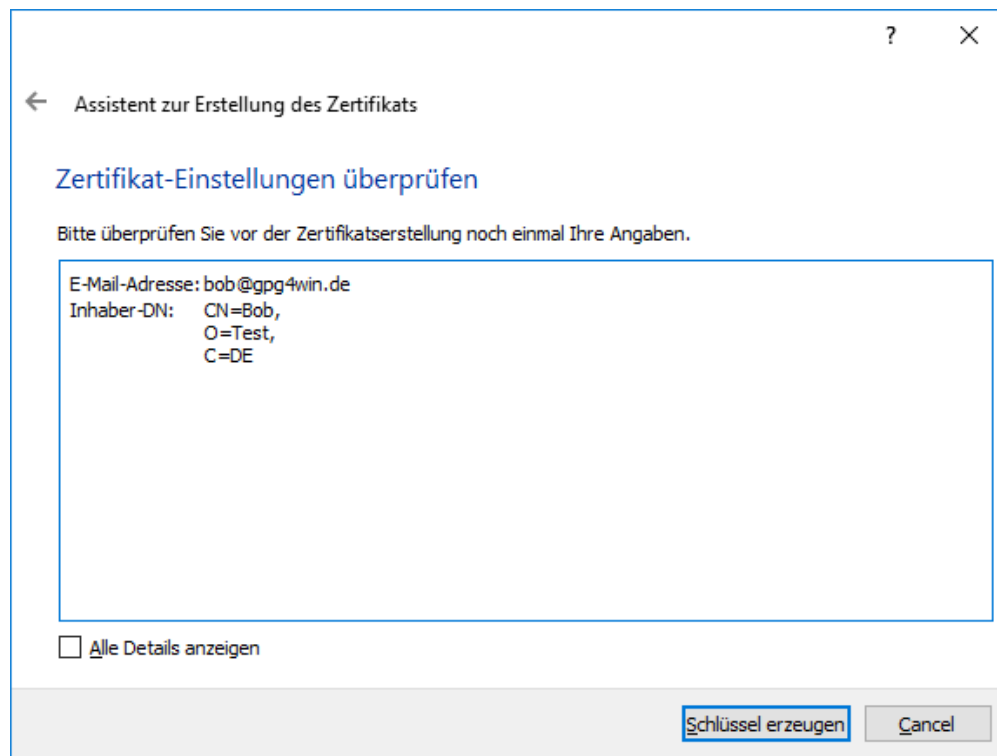 ?
Assistent zur Erstellung des Zertifikats
Zertifikat-Einstellungen überprüfen
Bitte überprüfen Sie vor der Zertifikatserstellung noch einmal Ihre Angaben.
E-Mail-Adresse: bob@gpg4win.de
Inhaber-DN: CN=Bob,
O=Test,
C=DE
Alle Details anzeigen
Schlüssel erzeugen Cancel